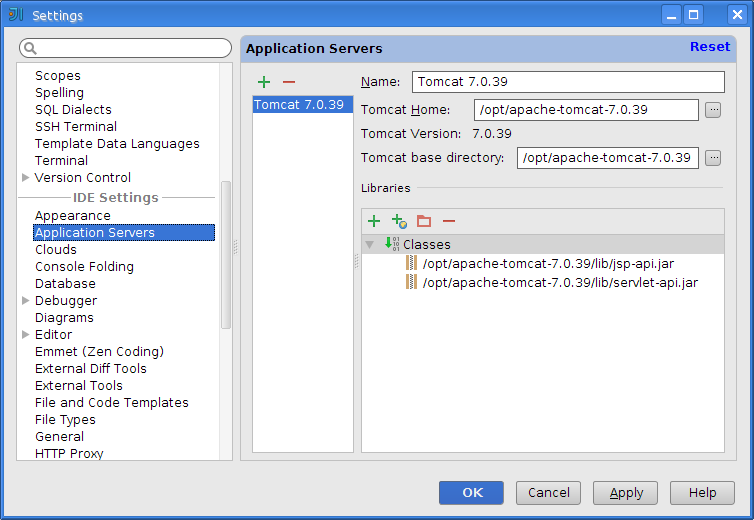 Settings
Scopes
Spelling
SQL Dialects
SSH Terminal
Template Data Languages
Terminal
Version Control
IDE Settings
Appearance
Application Servers
Clouds
Console Folding
Database
Debugger
Diagrams
Editor
Emmet (Zen Coding)
External Diff Tools
External Tools
File and Code Templates
File Types
General
HTTP Proxy
Application Servers
Reset
Tomcat 7.0.39
Name: Tomcat 7.0.39
Tomcat Home: /opt/apache-tomcat-7.0.39 ...
Tomcat Version: 7.0.39
Tomcat base directory: /opt/apache-tomcat-7.0.39 ...
Libraries
Classes
/opt/apache-tomcat-7.0.39/lib/jsp-api.jar
/opt/apache-tomcat-7.0.39/lib/servlet-api.jar
OK Cancel Apply Help